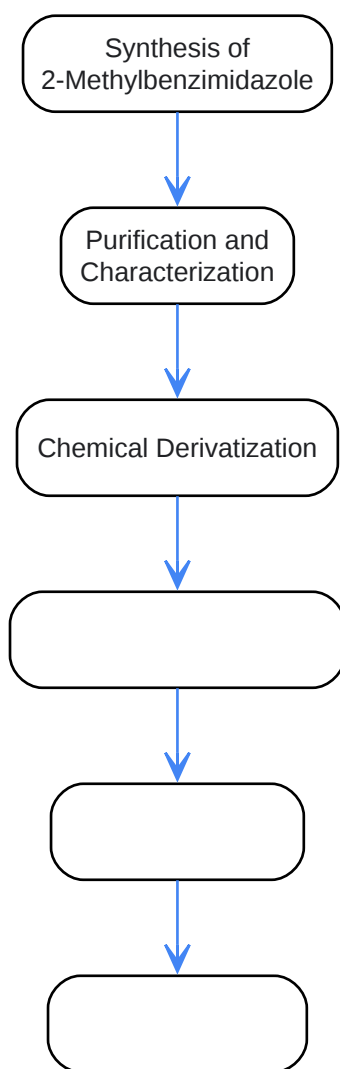 Synthesis of
2-Methylbenzimidazole
Purification and
Characterization
Chemical Derivatization